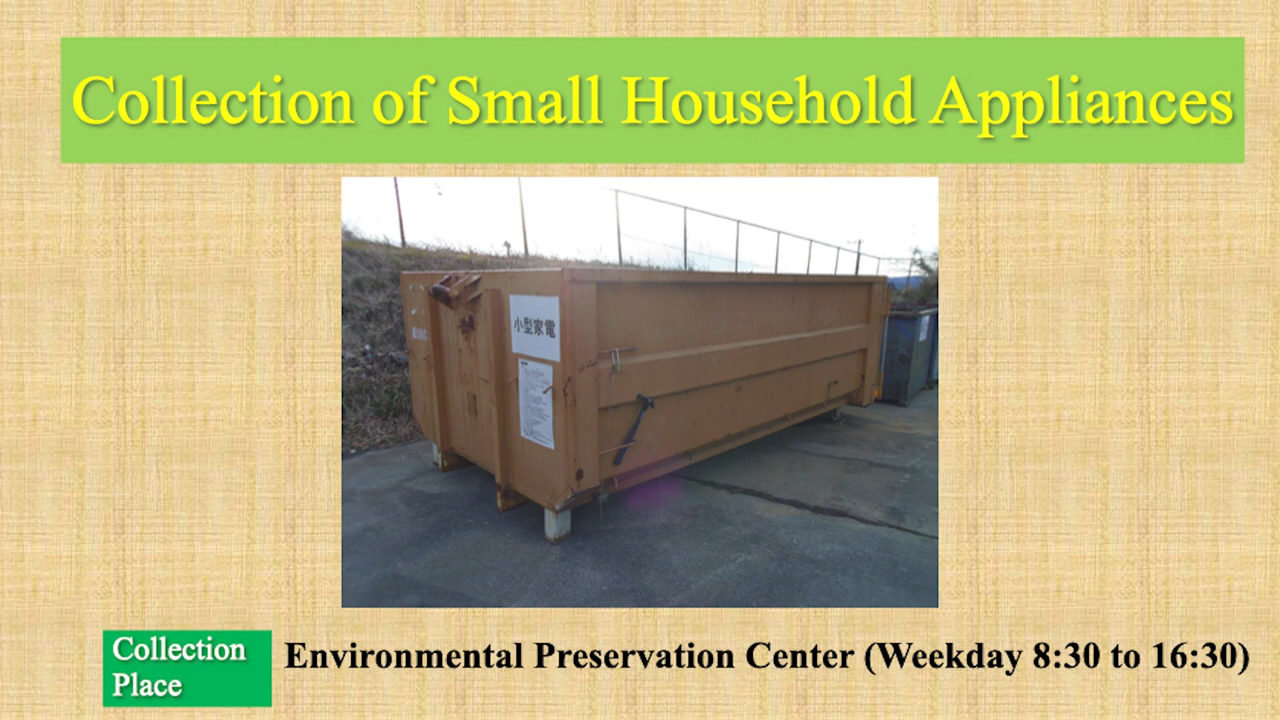 Collection of Small Household Appliances
小型家電
Collection
Place
Environmental Preservation Center (Weekday 8:30 to 16:30)